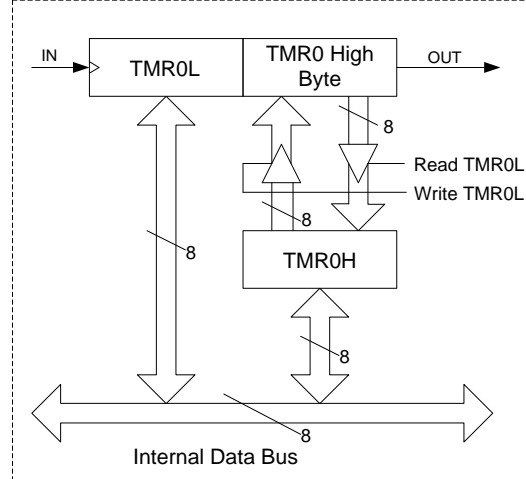 IN
TMR0L
TMR0 High
Byte
OUT
8
Read TMR0L
Write TMR0L
8
8
TMR0H
8
8
Internal Data Bus